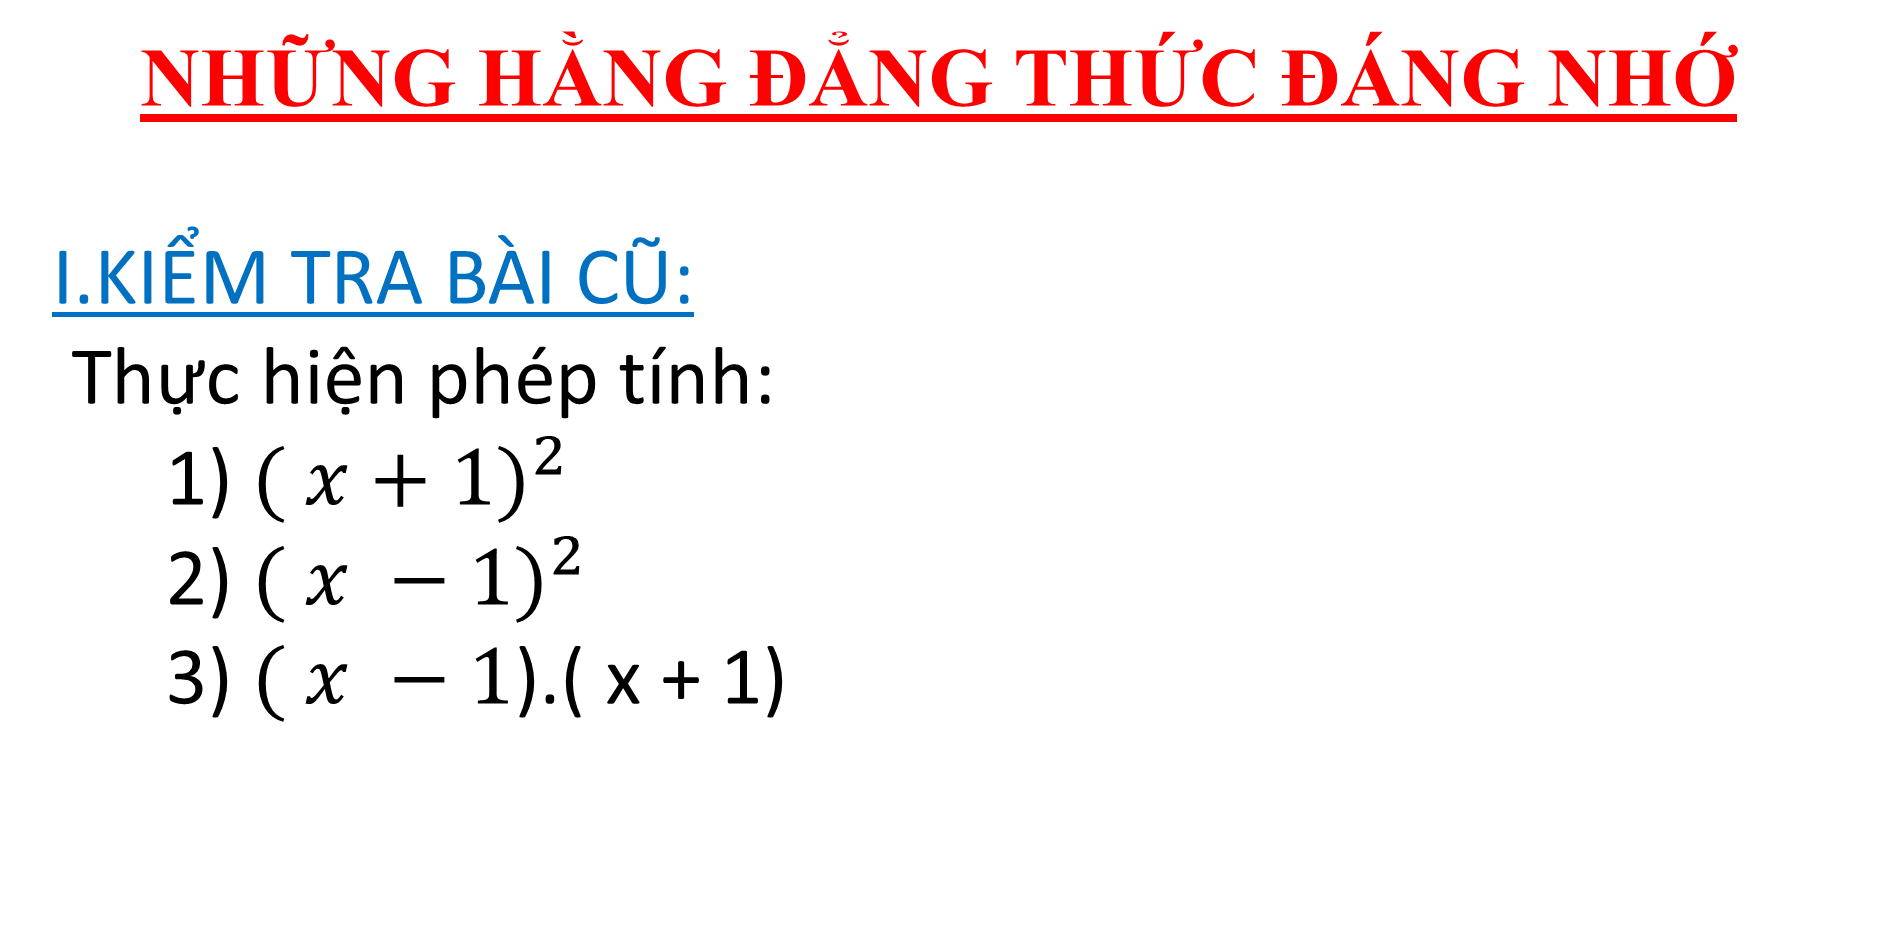 NHỮNG HẰNG ĐẲNG THỨC ĐÁNG NHỚ
I.KIỂM TRA BÀI CŨ:
Thực hiện phép tính:
1) ( x + 1)²
2) ( x − 1)²
3) ( x − 1).( x + 1)